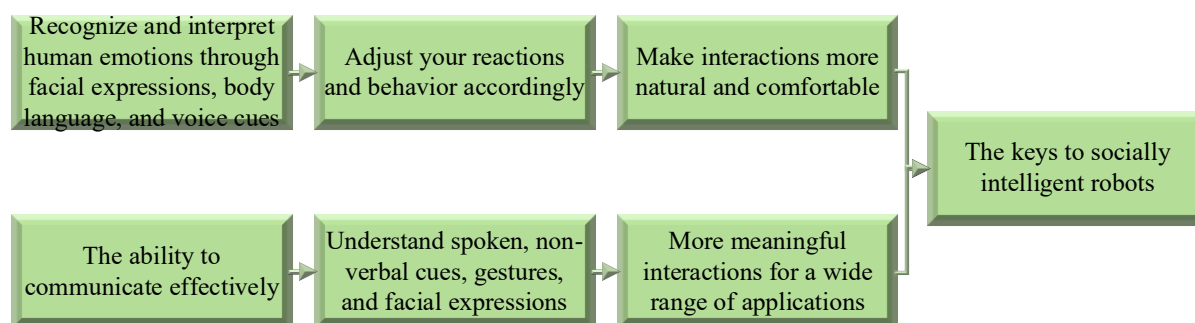 Recognize and interpret
human emotions through
facial expressions, body
language, and voice cues
Adjust your reactions
and behavior accordingly
Make interactions more
natural and comfortable
The ability to
communicate effectively
Understand spoken, non-
verbal cues, gestures,
and facial expressions
More meaningful
interactions for a wide
range of applications
The keys to socially
intelligent robots